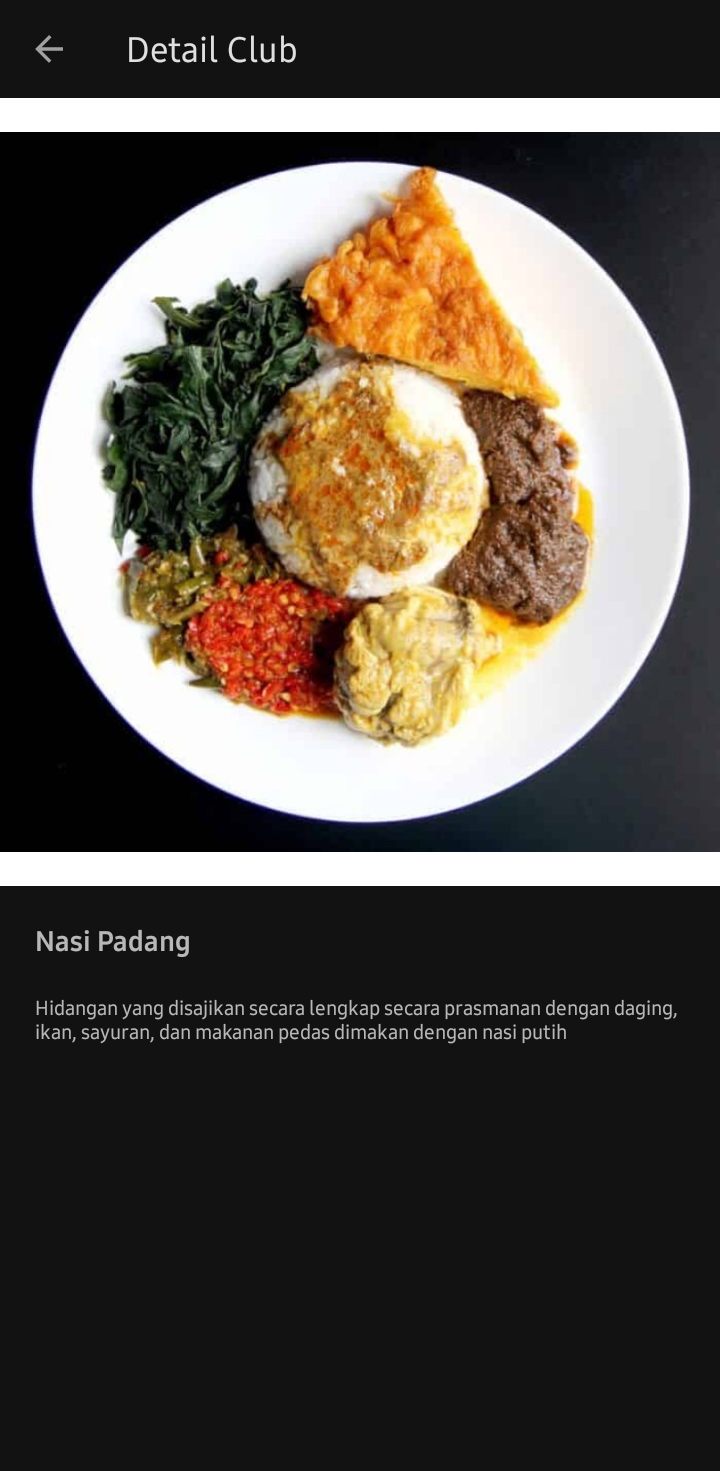 Detail Club
Nasi Padang
Hidangan yang disajikan secara lengkap secara prasmanan dengan daging,
ikan, sayuran, dan makanan pedas dimakan dengan nasi putih